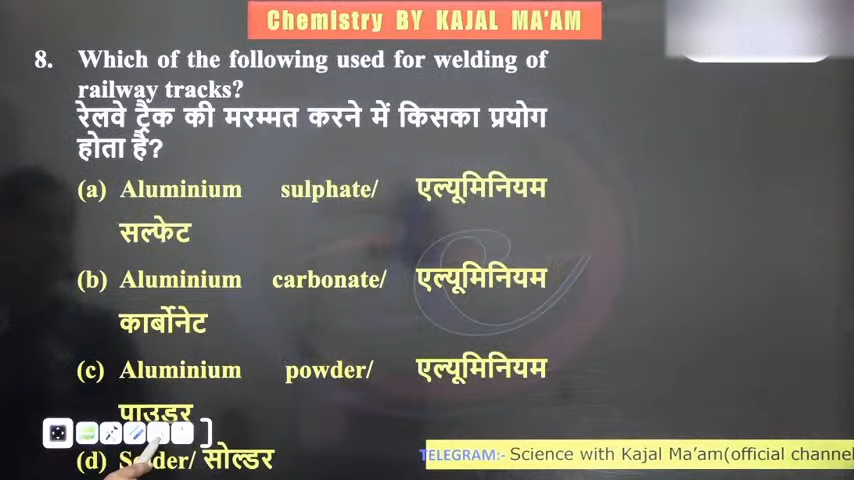 Chemistry BY KAJAL MA'AM
8. Which of the following used for welding of
railway tracks?
रेलवे ट्रैक की मरम्मत करने में किसका प्रयोग
होता है?
(a) Aluminium sulphate/ एल्यूमिनियम
सल्फेट
(b) Aluminium carbonate/ एल्यूमिनियम
कार्बोनेट
(c) Aluminium powder/ एल्यूमिनियम
पाउडर
(d) Solder/ सोल्डर
TELEGRAM:- Science with Kajal Ma'am(official channel